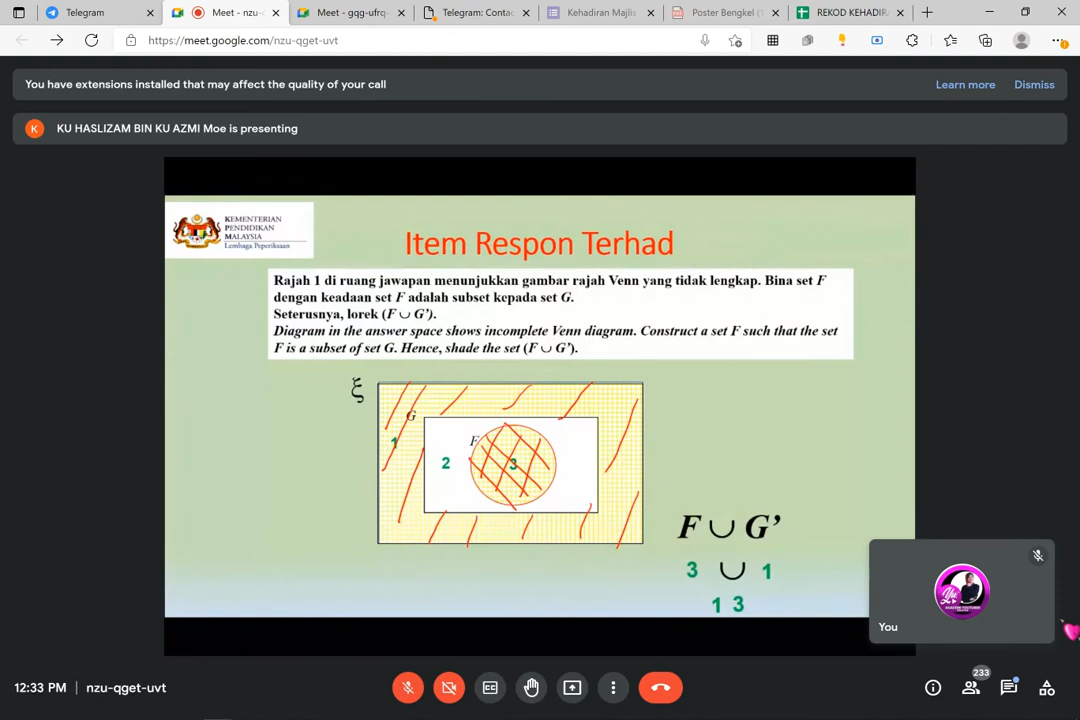 Telegram
Meet - nzu-
Meet - gqg-ufrq-
Telegram: Contac
Kehadiran Majlis
Poster Bengkel (1
REKOD KEHADIRA
https://meet.google.com/nzu-qget-uvt
You have extensions installed that may affect the quality of your call
Learn more
Dismiss
K
KU HASLIZAM BIN KU AZMI Moe is presenting
KEMENTERIAN
PENDIDIKAN
MALAYSIA
Lembaga Peperiksaan
Item Respon Terhad
Rajah 1 di ruang jawapan menunjukkan gambar rajah Venn yang tidak lengkap. Bina set F
dengan keadaan set F adalah subset kepada set G.
Seterusnya, lorek (F ∪ G’).
Diagram in the answer space shows incomplete Venn diagram. Construct a set F such that the set
F is a subset of set G. Hence, shade the set (F ∪ G’).
ξ
G
1
F
2
3
F ∪ G’
3 ∪ 1
1 3
You
12:33 PM
nzu-qget-uvt
233